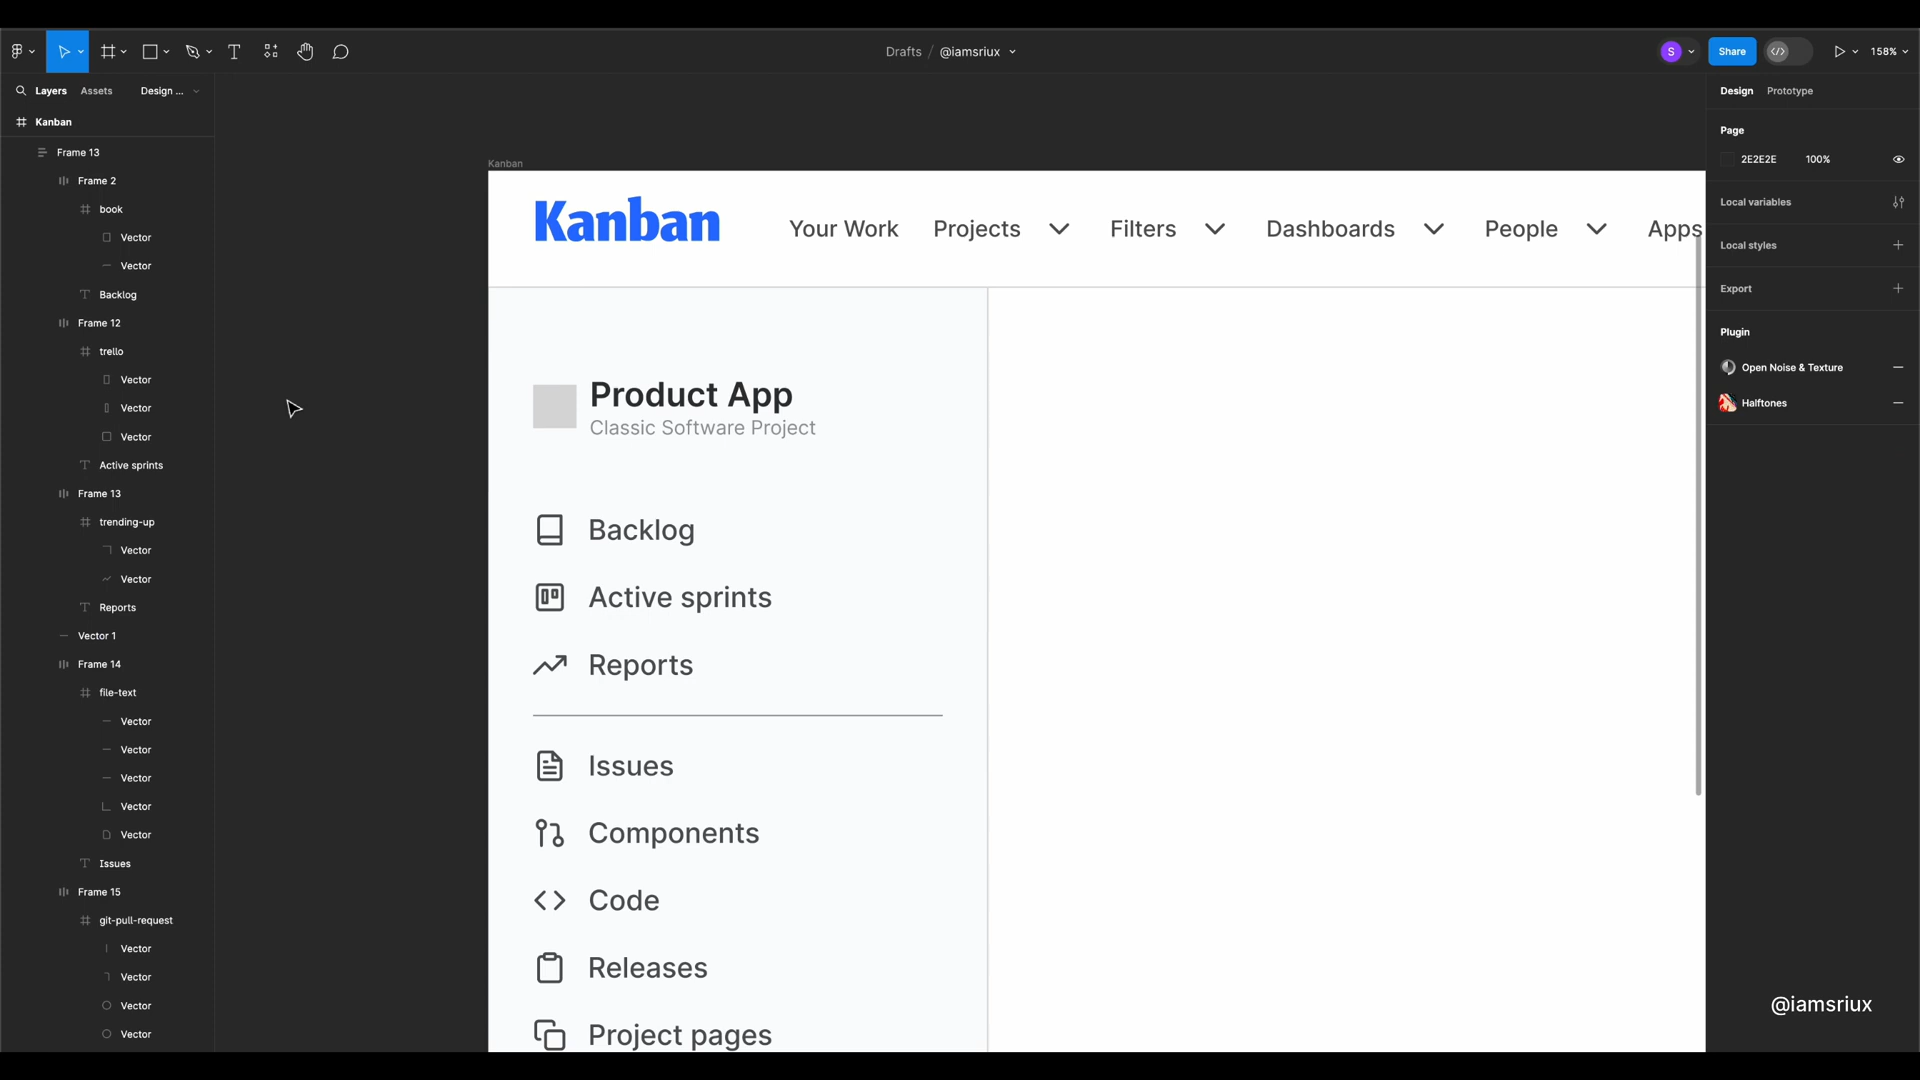 Drafts / @iamsriux
S
Share
158%
Layers
Assets
Design ...
Kanban
Frame 13
Frame 2
book
Vector
Vector
Backlog
Frame 12
trello
Vector
Vector
Vector
Active sprints
Frame 13
trending-up
Vector
Vector
Reports
Vector 1
Frame 14
file-text
Vector
Vector
Vector
Vector
Vector
Issues
Frame 15
git-pull-request
Vector
Vector
Vector
Vector
Kanban
Kanban
Your Work
Projects
Filters
Dashboards
People
Apps
Product App
Classic Software Project
Backlog
Active sprints
Reports
Issues
Components
Code
Releases
Project pages
Design
Prototype
Page
2E2E2E
100%
Local variables
Local styles
Export
Plugin
Open Noise & Texture
Halftones
@iamsriux